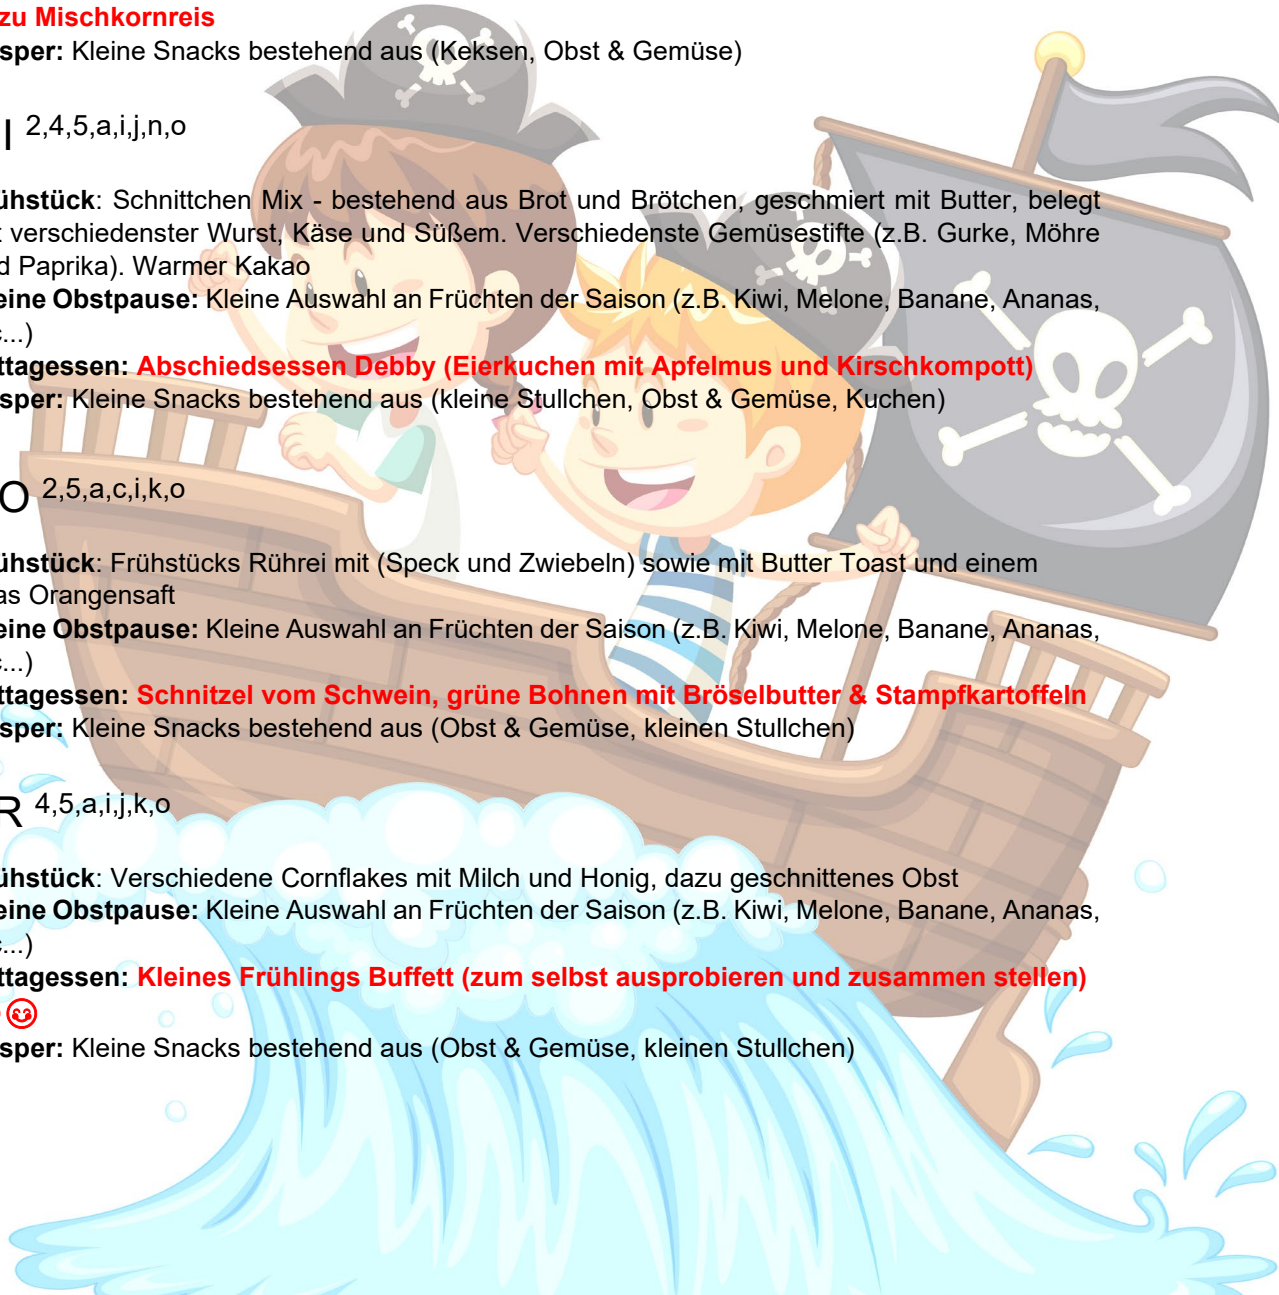 zu Mischkornreis
sper: Kleine Snacks bestehend aus (Keksen, Obst & Gemüse)
I 2,4,5,a,i,j,n,o
ühstück: Schnittchen Mix - bestehend aus Brot und Brötchen, geschmiert mit Butter, belegt
t verschiedenster Wurst, Käse und Süßem. Verschiedenste Gemüsestifte (z.B. Gurke, Möhre
d Paprika). Warmer Kakao
eine Obstpause: Kleine Auswahl an Früchten der Saison (z.B. Kiwi, Melone, Banane, Ananas,
c...)
ttagessen: Abschiedsessen Debby (Eierkuchen mit Apfelmus und Kirschkompott)
sper: Kleine Snacks bestehend aus (kleine Stullchen, Obst & Gemüse, Kuchen)
O 2,5,a,c,i,k,o
ühstück: Frühstücks Rührei mit (Speck und Zwiebeln) sowie mit Butter Toast und einem
as Orangensaft
eine Obstpause: Kleine Auswahl an Früchten der Saison (z.B. Kiwi, Melone, Banane, Ananas,
c...)
ttagessen: Schnitzel vom Schwein, grüne Bohnen mit Bröselbutter & Stampfkartoffeln
sper: Kleine Snacks bestehend aus (Obst & Gemüse, kleinen Stullchen)
R 4,5,a,i,j,k,o
ühstück: Verschiedene Cornflakes mit Milch und Honig, dazu geschnittenes Obst
eine Obstpause: Kleine Auswahl an Früchten der Saison (z.B. Kiwi, Melone, Banane, Ananas,
c...)
ttagessen: Kleines Frühlings Buffett (zum selbst ausprobieren und zusammen stellen)
sper: Kleine Snacks bestehend aus (Obst & Gemüse, kleinen Stullchen)